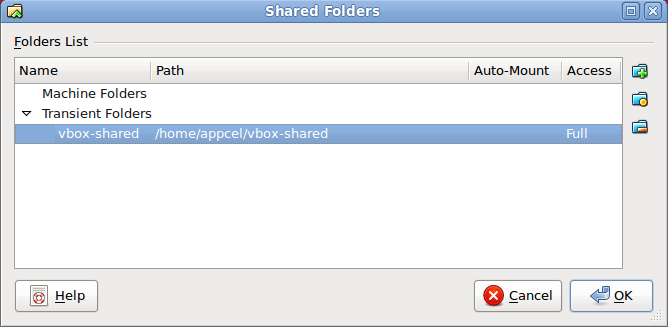 Shared Folders
Folders List
Name Path Auto-Mount Access
Machine Folders
Transient Folders
vbox-shared /home/appcel/vbox-shared Full
Help Cancel OK